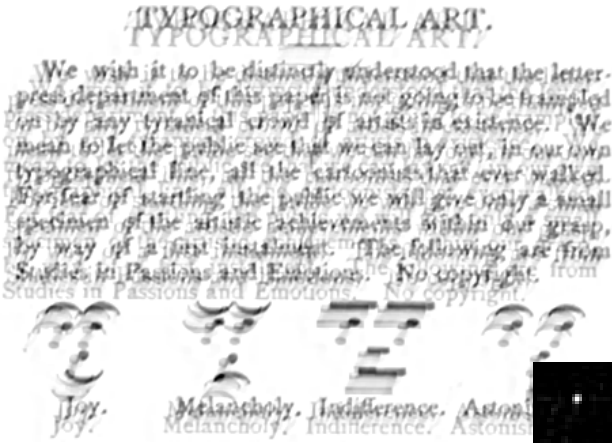 TYPOGRAPHICAL ART.
We wish it to be distinctly understood that the letter-
press department of this paper is not going to be trampled
on by any tyranical crowd of artists in existence. We
mean to let the public see that we can lay out, in our own
typographical line, all the cartoonists that ever walked.
For fear of startling the public we will give only a small
specimen of the artistic achievements within our grasp,
by way of a first instalment. The following are from
Studies in Passions and Emotions. No copyright.
Joy. Melancholy. Indifference.